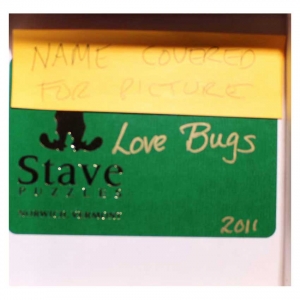 NAME COVERED
FOR PICTURE
Love Bugs
Stave
PUZZLES
NORWICH, VERMONT
2011